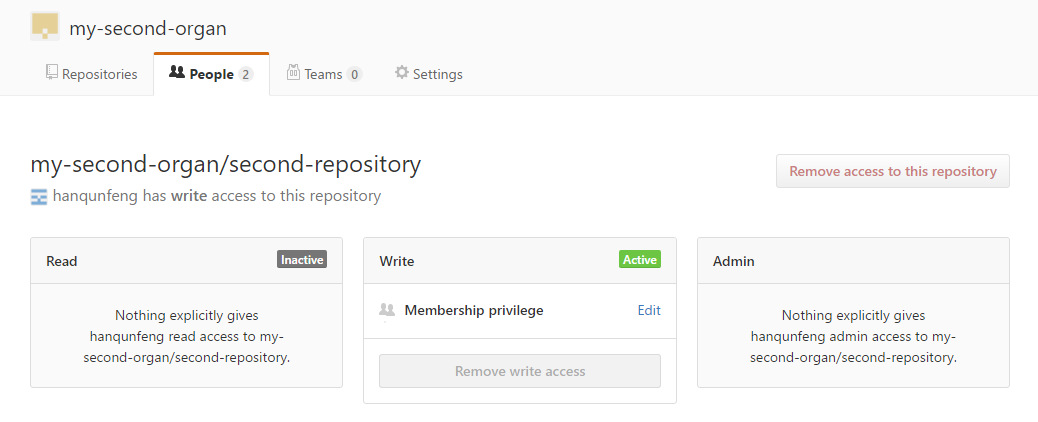 my-second-organ
Repositories
People 2
Teams 0
Settings
my-second-organ/second-repository
Remove access to this repository
hanqunfeng has write access to this repository
Read
Inactive
Nothing explicitly gives
hanqunfeng read access to my-
second-organ/second-repository.
Write
Active
Membership privilege
Edit
Remove write access
Admin
Nothing explicitly gives
hanqunfeng admin access to my-
second-organ/second-repository.